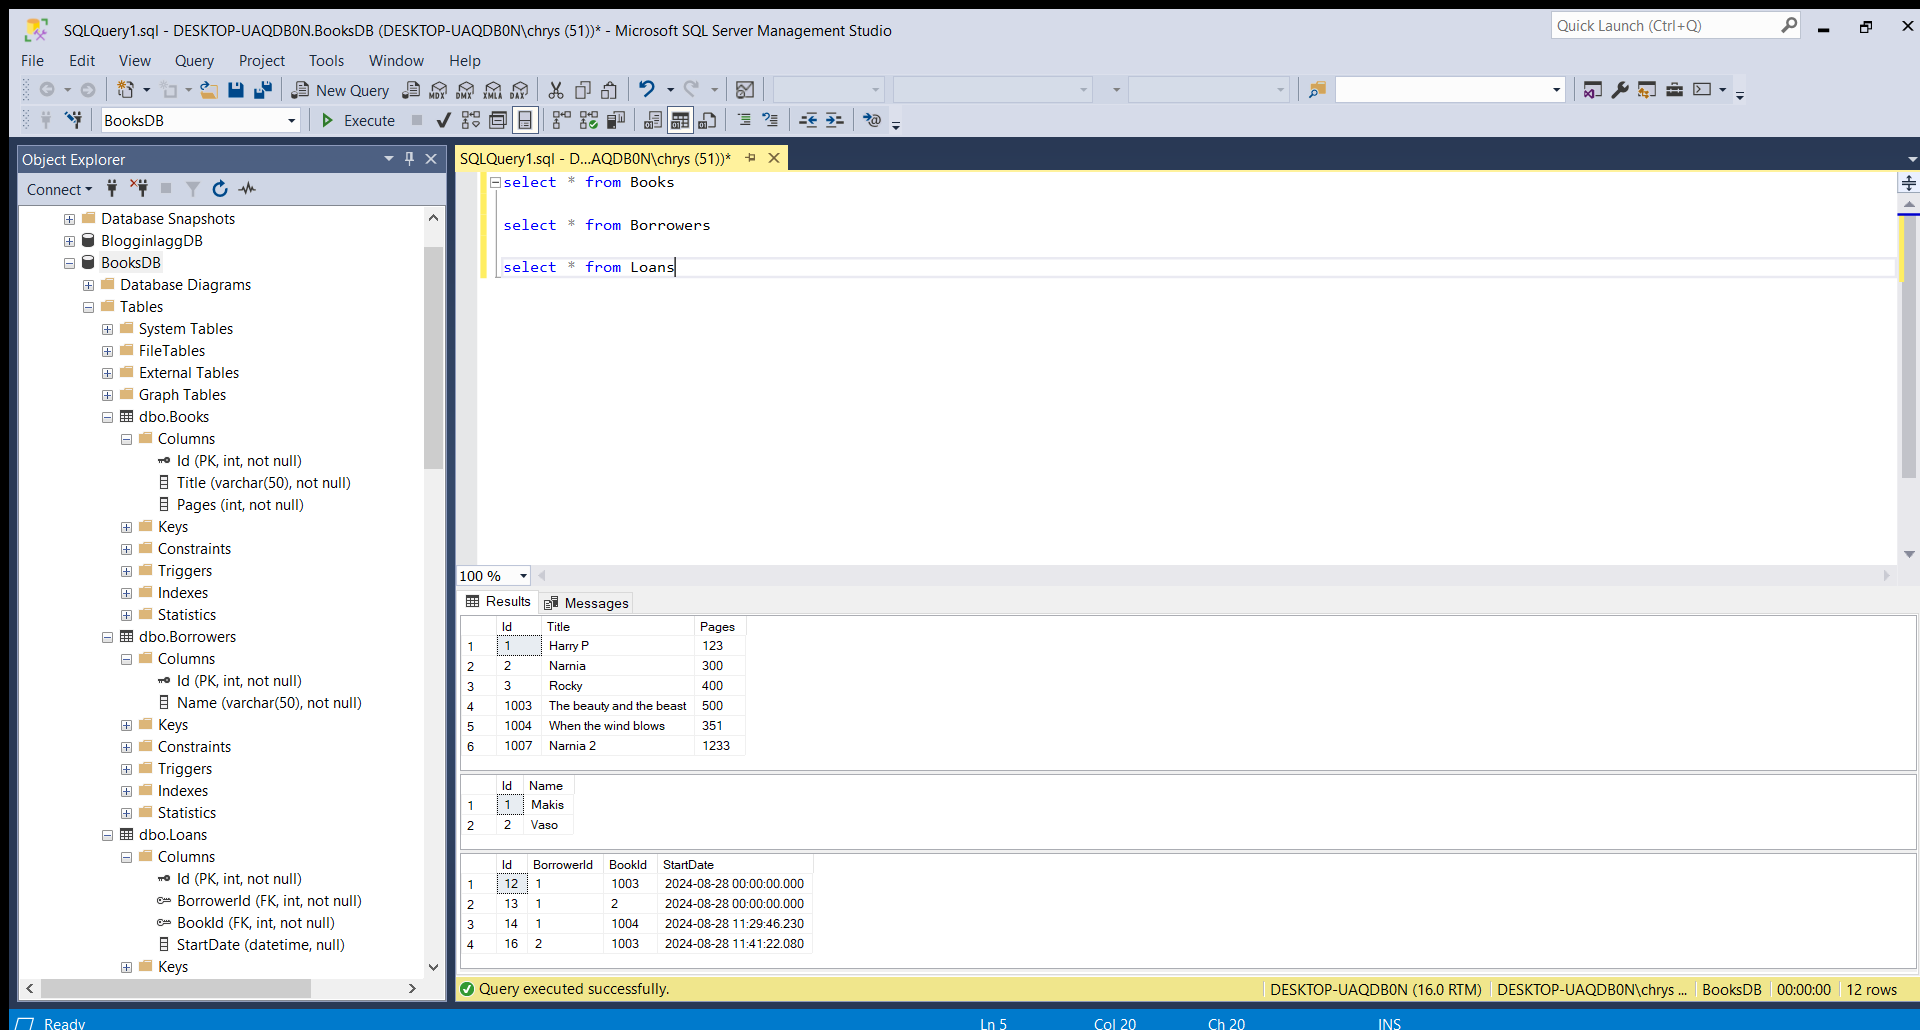 SQLQuery1.sql - DESKTOP-UAQDB0N.BooksDB (DESKTOP-UAQDB0N\chrys (51))* - Microsoft SQL Server Management Studio
Quick Launch (Ctrl+Q)
File Edit View Query Project Tools Window Help
New Query MDX DMX XMLA DAX
BooksDB Execute
Object Explorer
Connect
Database Snapshots
BlogginlaggDB
BooksDB
Database Diagrams
Tables
System Tables
FileTables
External Tables
Graph Tables
dbo.Books
Columns
Id (PK, int, not null)
Title (varchar(50), not null)
Pages (int, not null)
Keys
Constraints
Triggers
Indexes
Statistics
dbo.Borrowers
Columns
Id (PK, int, not null)
Name (varchar(50), not null)
Keys
Constraints
Triggers
Indexes
Statistics
dbo.Loans
Columns
Id (PK, int, not null)
BorrowerId (FK, int, not null)
BookId (FK, int, not null)
StartDate (datetime, null)
Keys
SQLQuery1.sql - D...AQDB0N\chrys (51))*
select * from Books
select * from Borrowers
select * from Loans
100 %
Results Messages
Id Title Pages
1 1 Harry P 123
2 2 Narnia 300
3 3 Rocky 400
4 1003 The beauty and the beast 500
5 1004 When the wind blows 351
6 1007 Narnia 2 1233
Id Name
1 1 Makis
2 2 Vaso
Id BorrowerId BookId StartDate
1 12 1 1003 2024-08-28 00:00:00.000
2 13 1 2 2024-08-28 00:00:00.000
3 14 1 1004 2024-08-28 11:29:46.230
4 16 2 1003 2024-08-28 11:41:22.080
Query executed successfully. DESKTOP-UAQDB0N (16.0 RTM) DESKTOP-UAQDB0N\chrys ... BooksDB 00:00:00 12 rows
Ready Ln 5 Col 20 Ch 20 INS